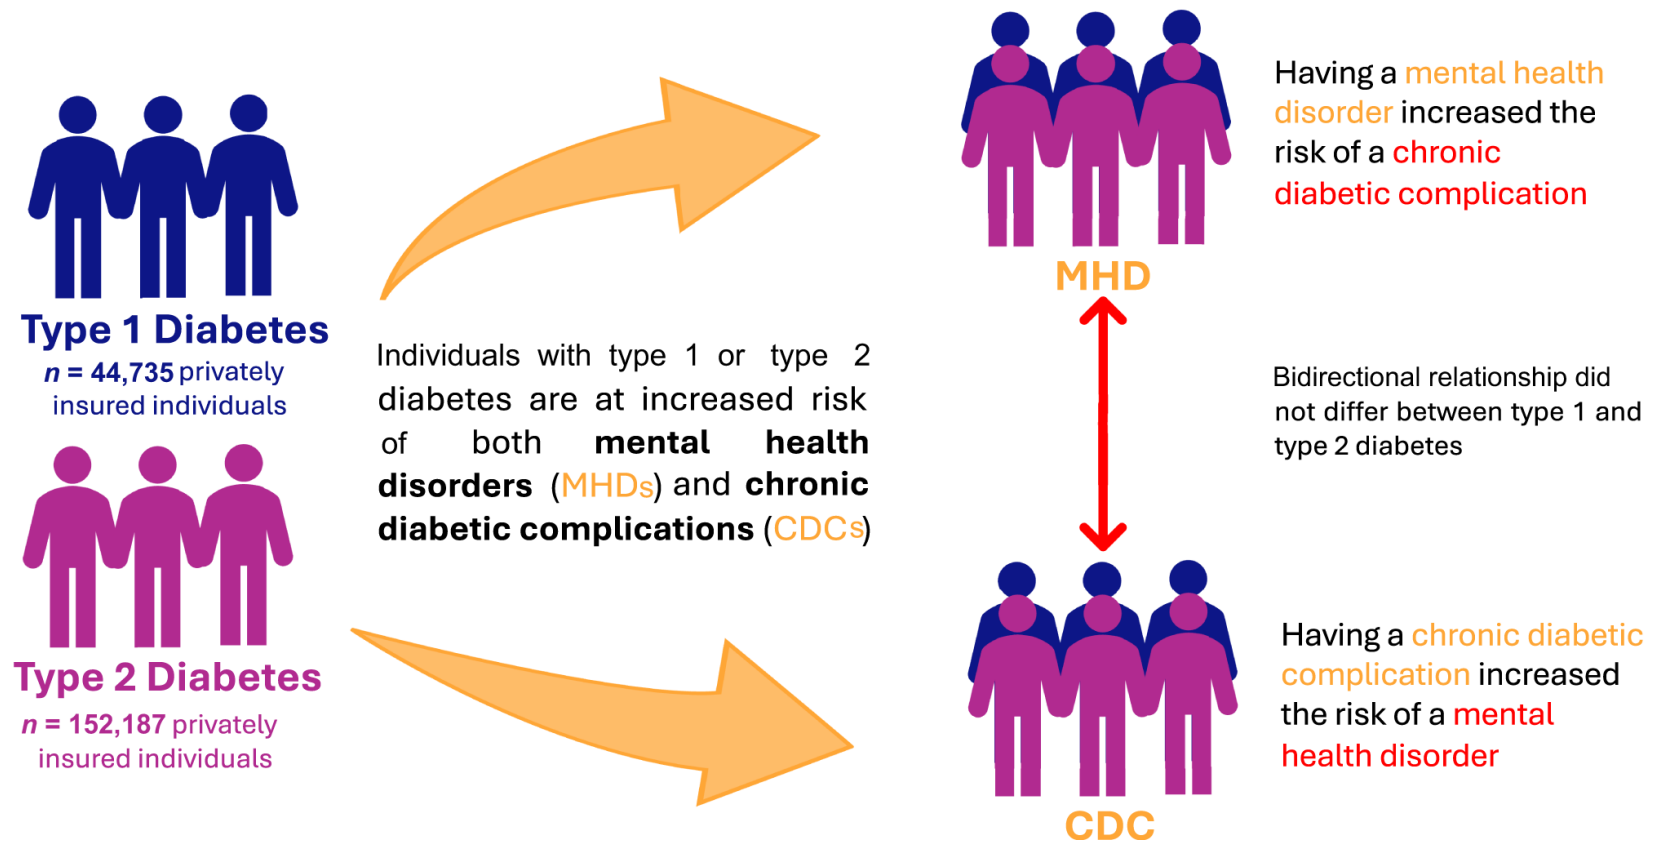 Type 1 Diabetes
n = 44,735 privately
insured individuals
Type 2 Diabetes
n = 152,187 privately
insured individuals
Individuals with type 1 or type 2
diabetes are at increased risk
of both mental health
disorders (MHDs) and chronic
diabetic complications (CDCs)
MHD
Having a mental health
disorder increased the
risk of a chronic
diabetic complication
Bidirectional relationship did
not differ between type 1 and
type 2 diabetes
CDC
Having a chronic diabetic
complication increased
the risk of a mental
health disorder